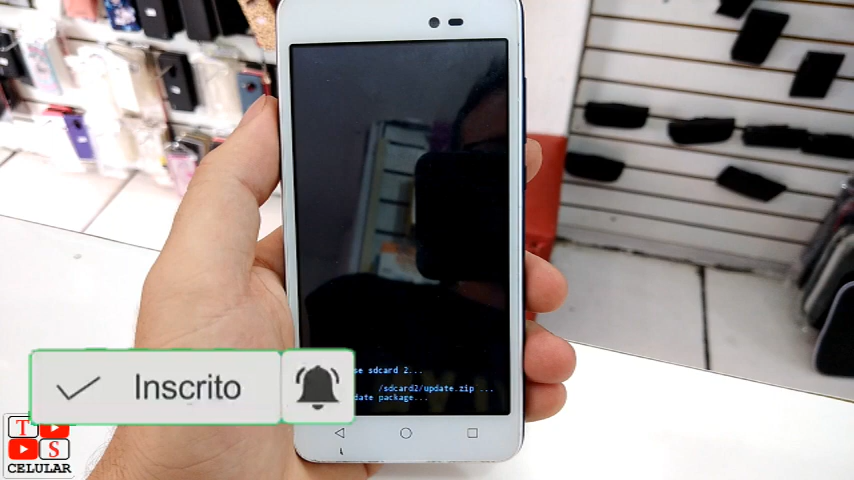 se sdcard 2...
/sdcard2/update.zip ...
date package...
Inscrito
T
S
CELULAR